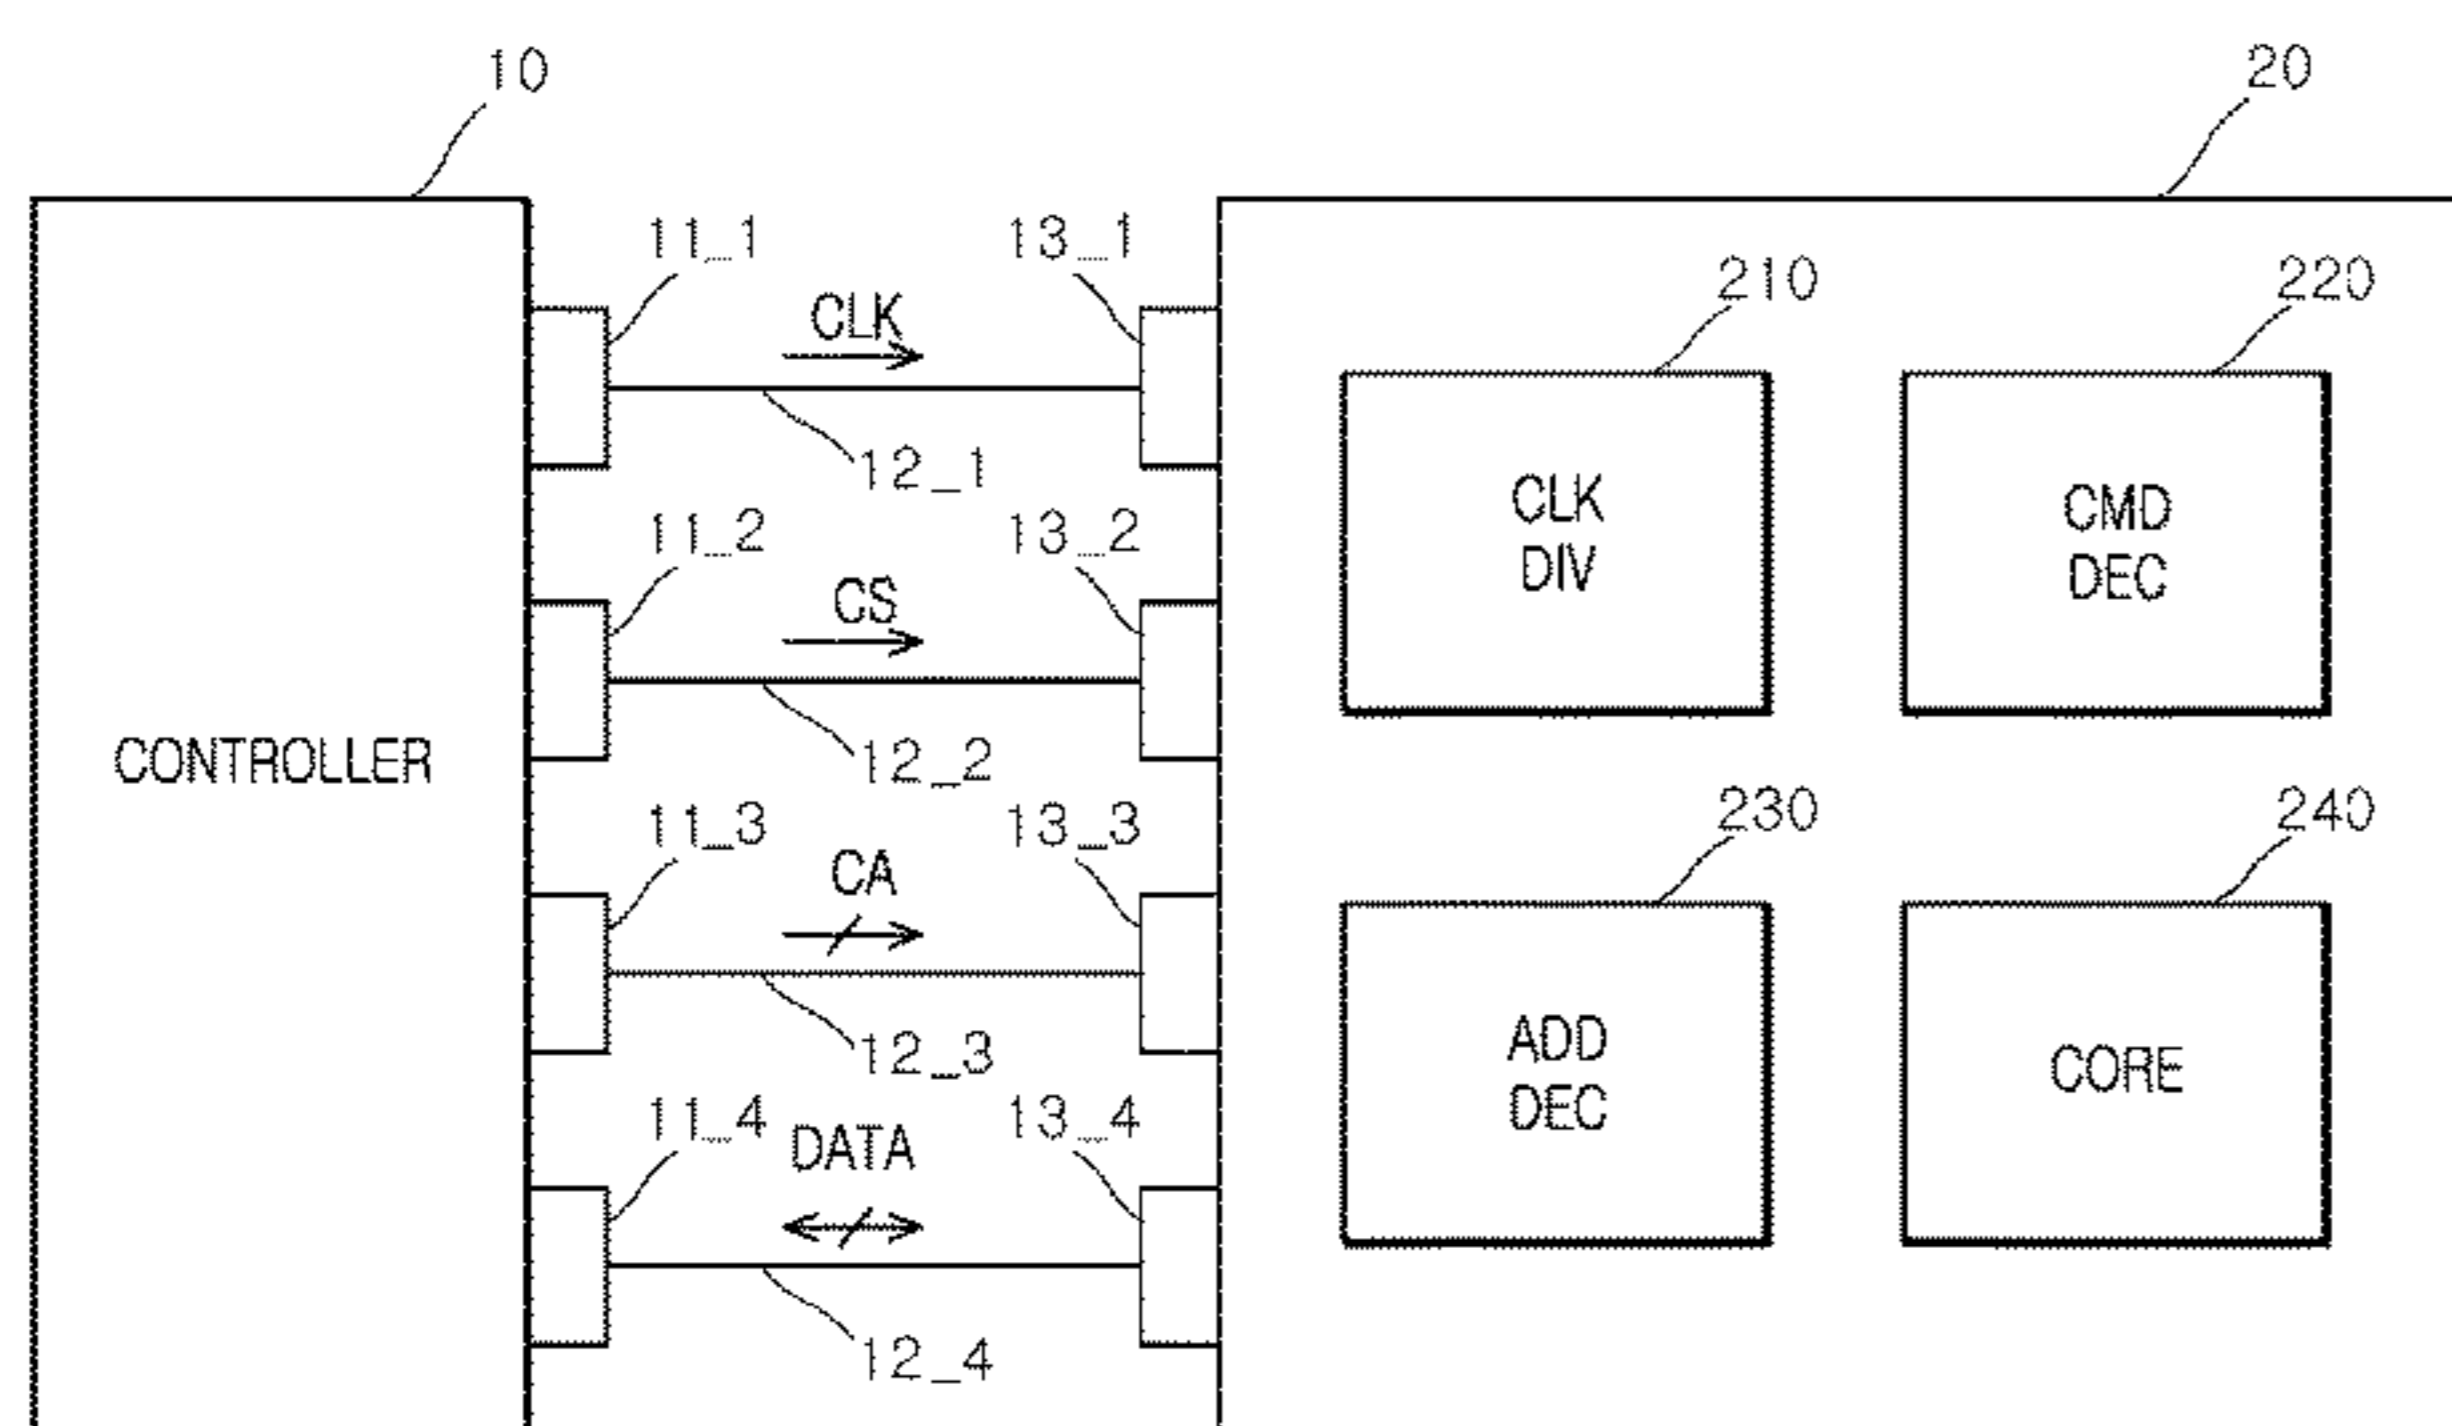 10
20
11_1
13_1
CLK
12_1
210
220
CLK
DIV
CMD
DEC
11_2
13_2
CS
12_2
CONTROLLER
11_3
13_3
CA
12_3
230
240
ADD
DEC
CORE
11_4
13_4
DATA
12_4